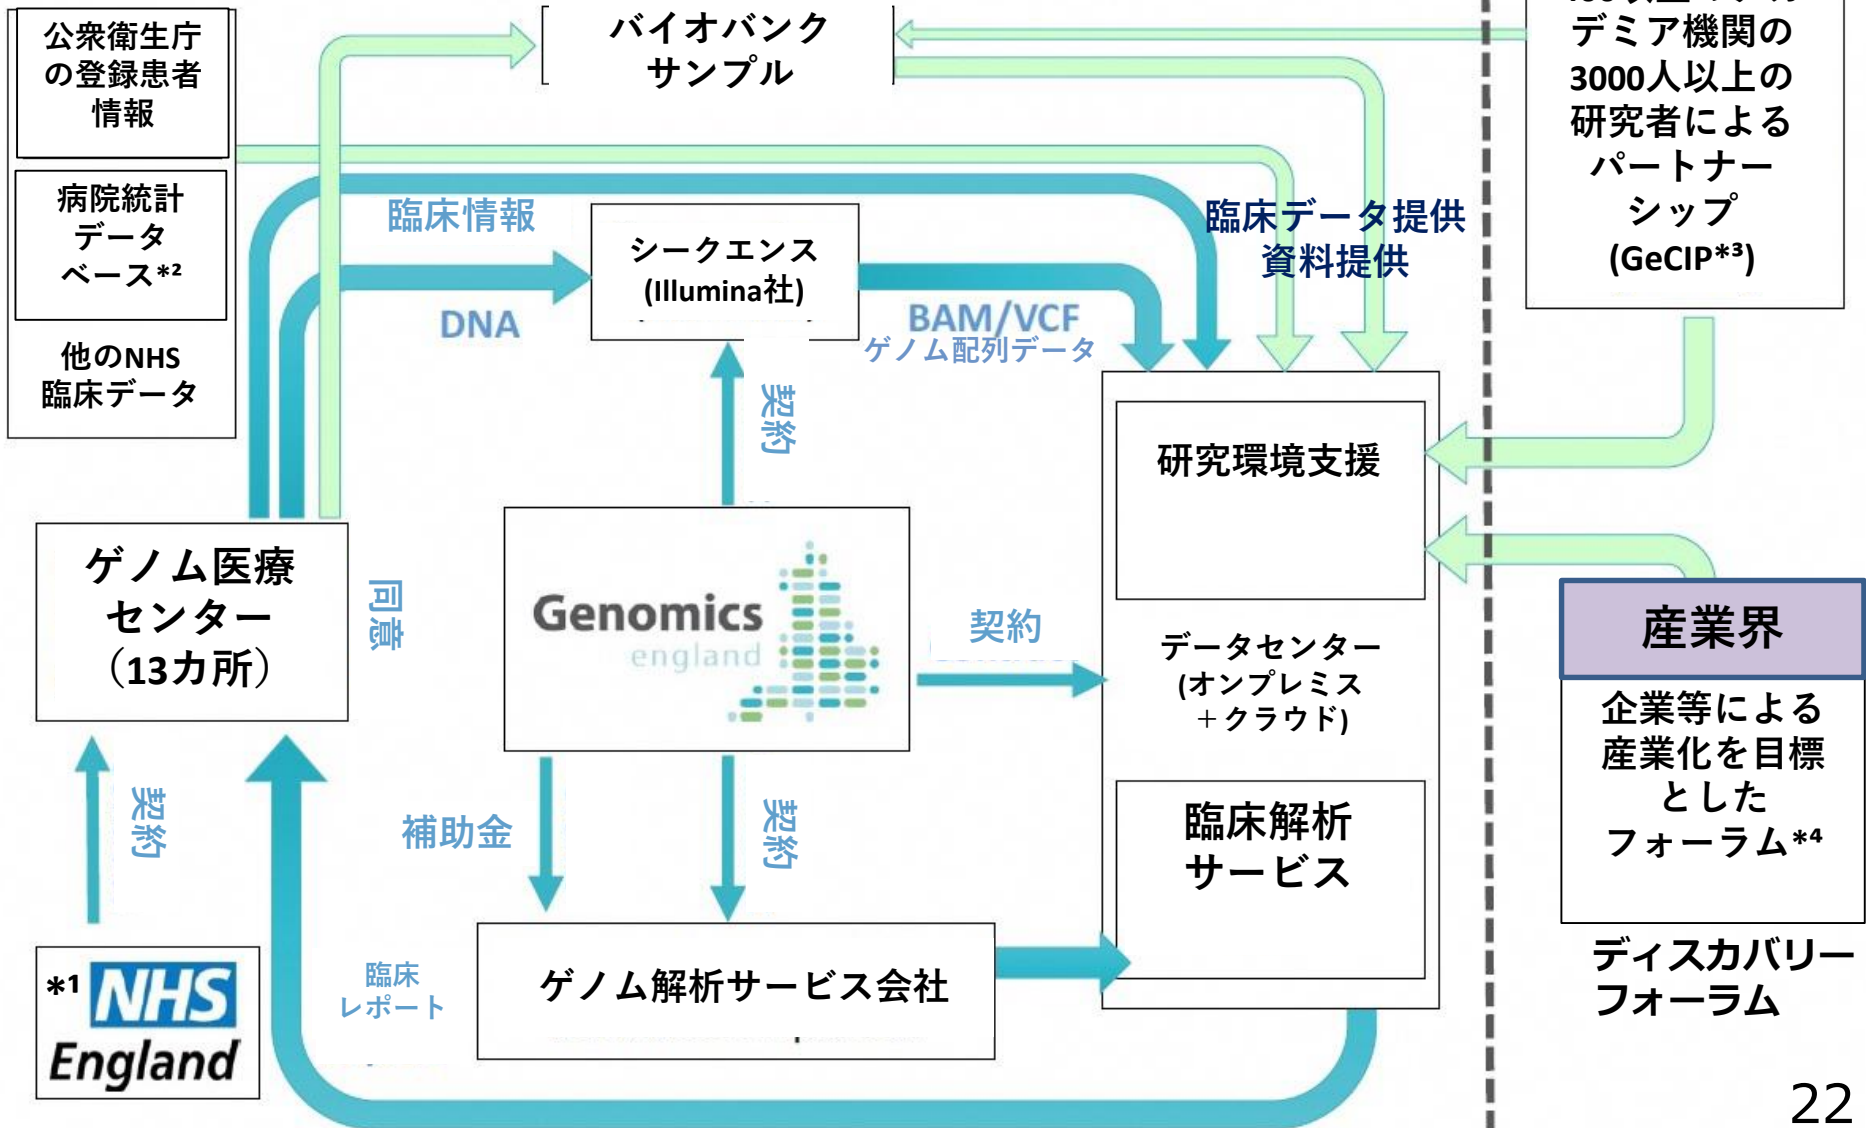 公衆衛生庁
の登録患者
情報
病院統計
データ
ベース*²
他のNHS
臨床データ
バイオバンク
サンプル
デミア機関の
3000人以上の
研究者による
パートナー
シップ
(GeCIP*³)
臨床情報
シークエンス
(Illumina社)
臨床データ提供
資料提供
DNA
BAM/VCF
ゲノム配列データ
契約
研究環境支援
ゲノム医療
センター
（13カ所）
同意
Genomics
england
契約
データセンター
(オンプレミス
＋クラウド)
産業界
企業等による
産業化を目標
とした
フォーラム*⁴
ディスカバリー
フォーラム
契約
補助金
契約
臨床解析
サービス
*¹ NHS
England
臨床
レポート
ゲノム解析サービス会社
22